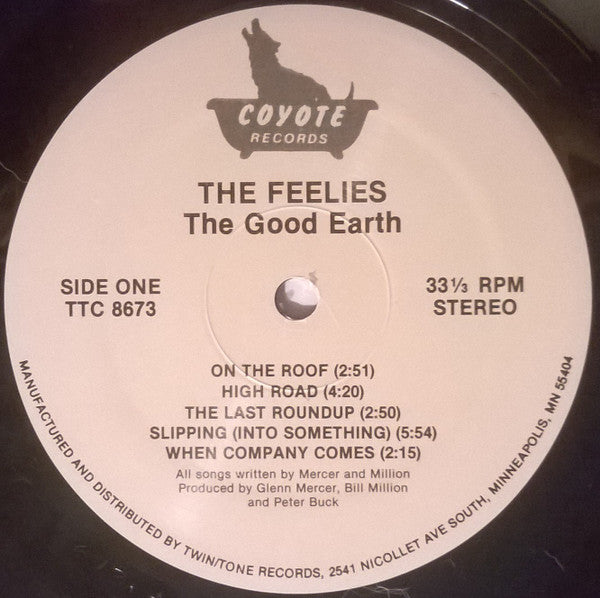 COYOTE
RECORDS
THE FEELIES
The Good Earth
SIDE ONE
TTC 8673
33⅓ RPM
STEREO
ON THE ROOF (2:51)
HIGH ROAD (4:20)
THE LAST ROUNDUP (2:50)
SLIPPING (INTO SOMETHING) (5:54)
WHEN COMPANY COMES (2:15)
All songs written by Mercer and Million
Produced by Glenn Mercer, Bill Million
and Peter Buck
MANUFACTURED AND DISTRIBUTED BY TWIN/TONE RECORDS, 2541 NICOLLET AVE SOUTH, MINNEAPOLIS, MN 55404